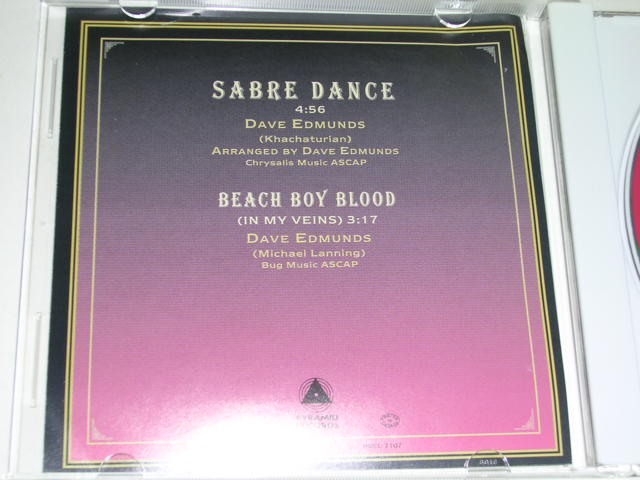 SABRE DANCE
4:56
DAVE EDMUNDS
(Khachaturian)
ARRANGED BY DAVE EDMUNDS
Chrysalis Music ASCAP
BEACH BOY BLOOD
(IN MY VEINS) 3:17
DAVE EDMUNDS
(Michael Lanning)
Bug Music ASCAP